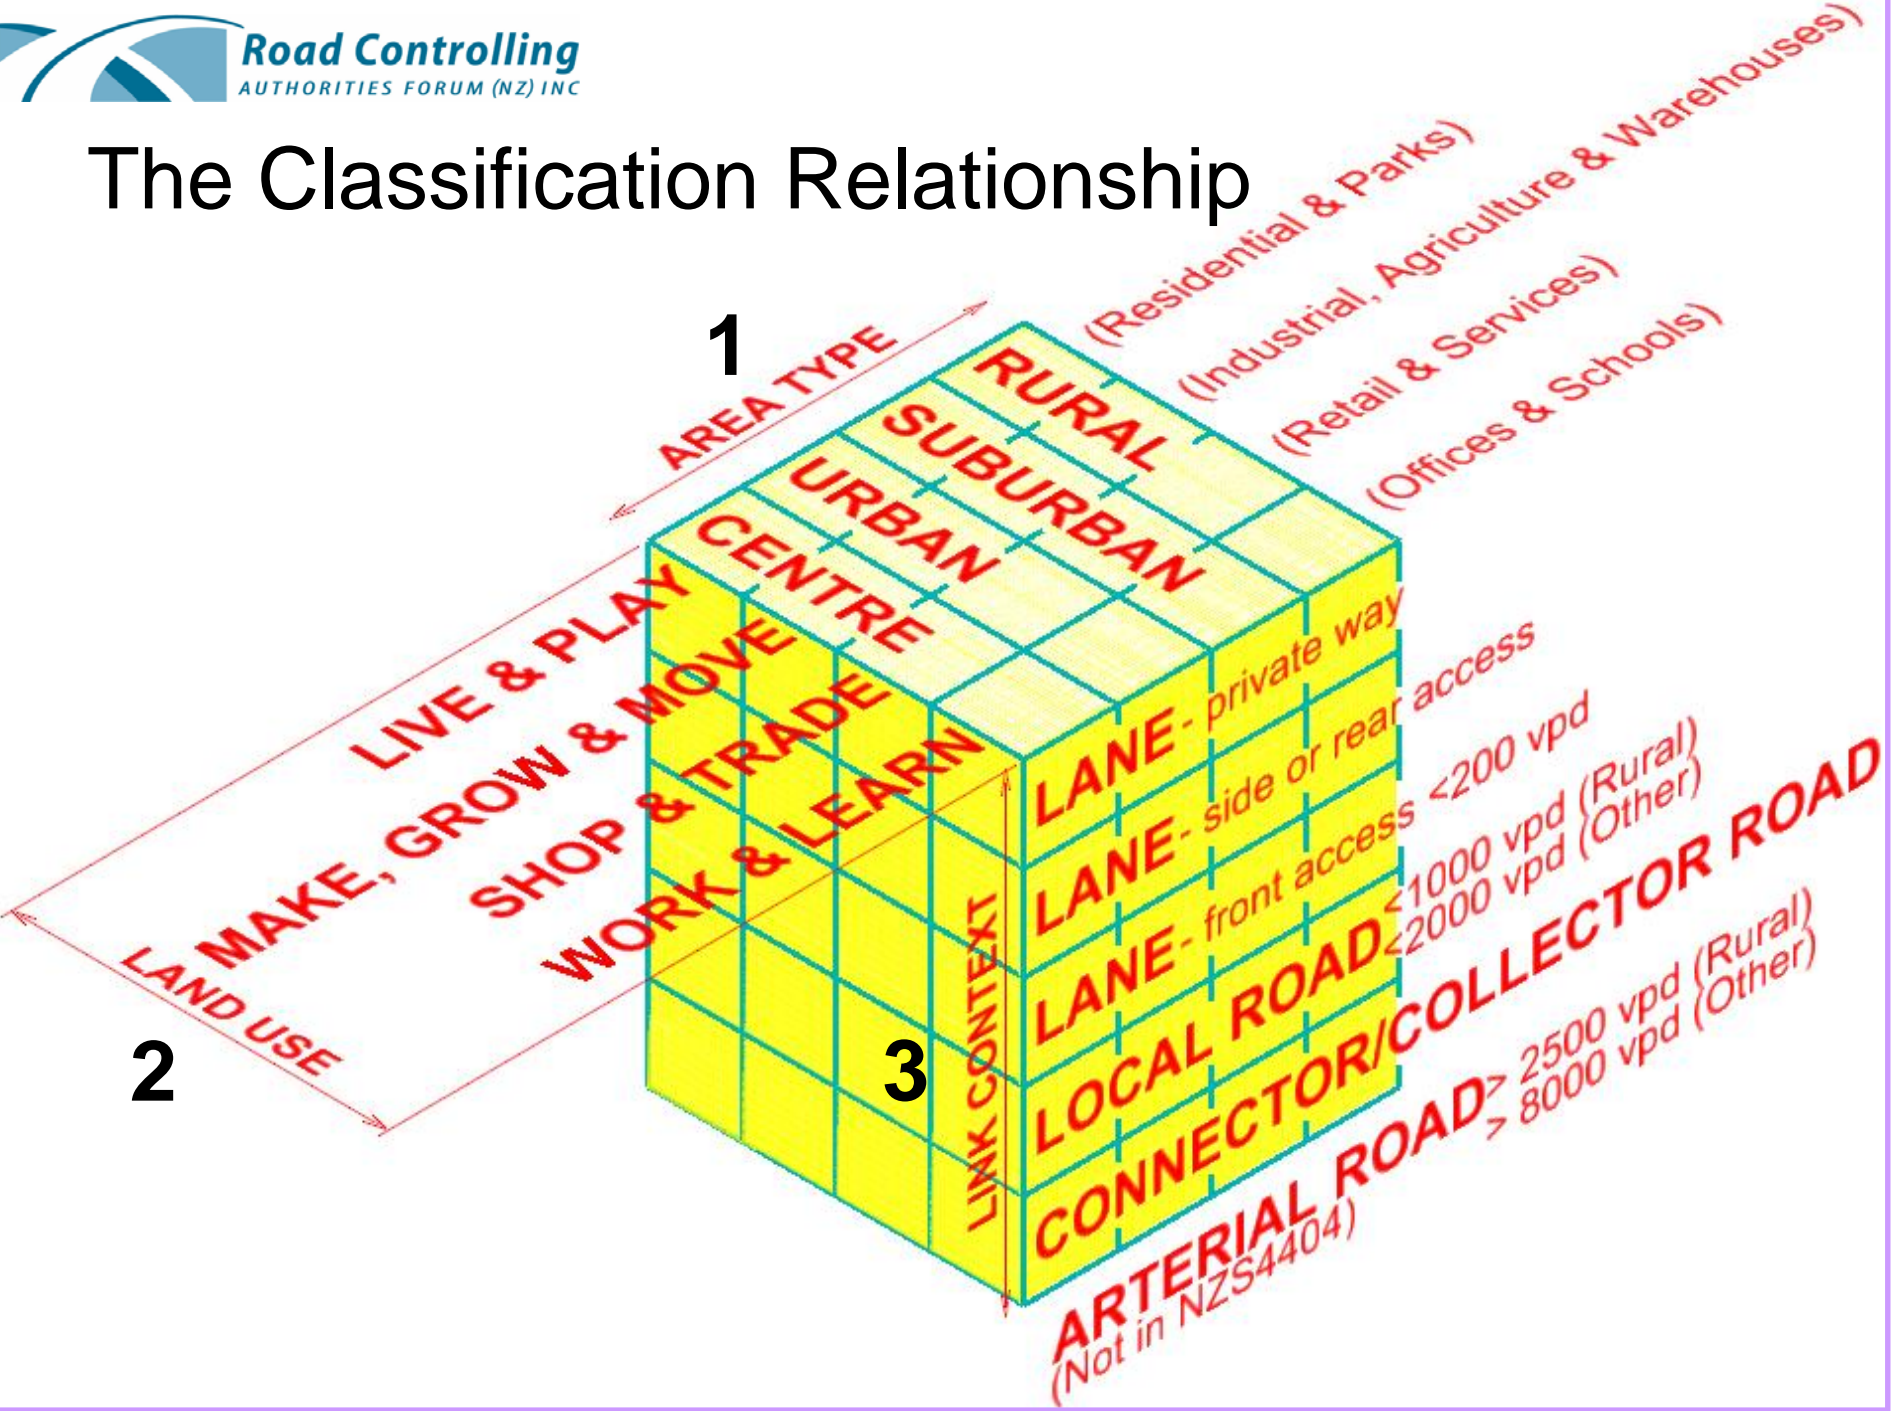 Road Controlling
AUTHORITIES FORUM (NZ) INC
The Classification Relationship
1
AREA TYPE
RURAL
SUBURBAN
URBAN
CENTRE
(Residential & Parks)
(Industrial, Agriculture & Warehouses)
(Retail & Services)
(Offices & Schools)
LIVE & PLAY
MAKE, GROW & MOVE
SHOP & TRADE
WORK & LEARN
LAND USE
2
3
LINK CONTEXT
LANE - private way
LANE - side or rear access
LANE - front access <200 vpd
LOCAL ROAD <1000 vpd (Rural)
<2000 vpd (Other)
CONNECTOR/COLLECTOR ROAD
ARTERIAL ROAD > 2500 vpd (Rural)
> 8000 vpd (Other)
(Not in NZS4404)